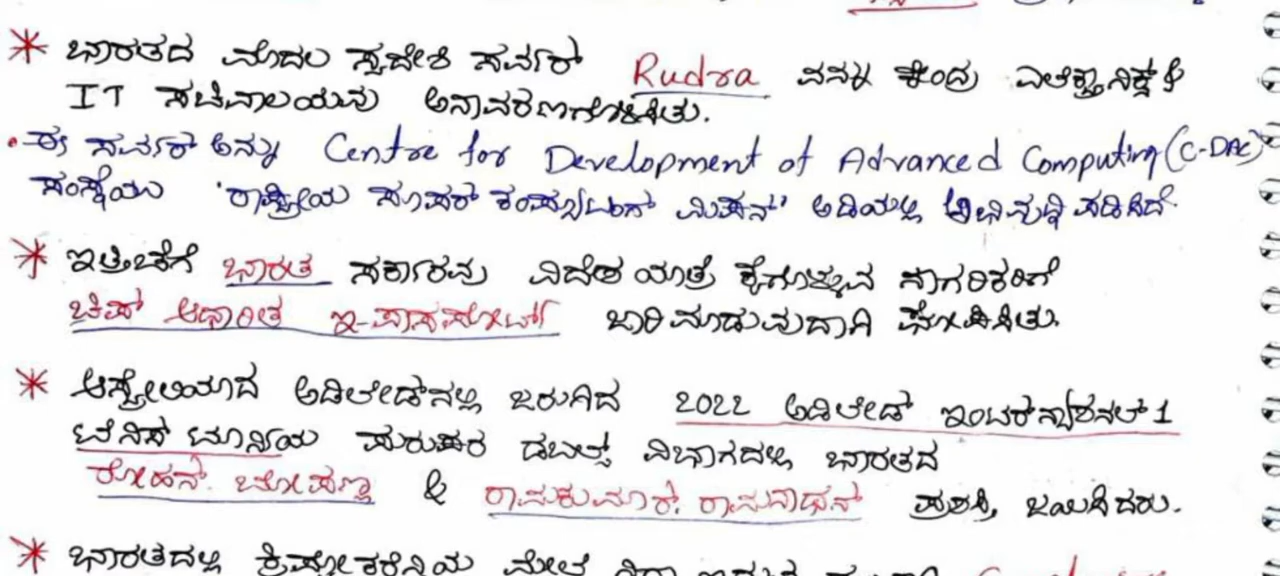 * ಭಾರತದ ಮೊದಲ ಸ್ವದೇಶಿ ಸರ್ವರ್ Rudra ವನ್ನು ಕೇಂದ್ರ ಎಲೆಕ್ಟ್ರಾನಿಕ್ಸ್ &
IT ಸಚಿವಾಲಯವು ಅನಾವರಣಗೊಳಿಸಿತು.
• ಈ ಸರ್ವರ್ ಅನ್ನು Centre for Development of Advanced Computing (C-DAC)
ಸಂಸ್ಥೆಯು 'ರಾಷ್ಟ್ರೀಯ ಸೂಪರ್ ಕಂಪ್ಯೂಟಿಂಗ್ ಮಿಷನ್' ಅಡಿಯಲ್ಲಿ ಅಭಿವೃದ್ಧಿ ಪಡಿಸಿದೆ.
* ಇತ್ತಿಚೆಗೆ ಭಾರತ ಸರ್ಕಾರವು ವಿದೇಶ ಯಾತ್ರೆ ಕೈಗೊಳ್ಳುವ ನಾಗರಿಕರಿಗೆ
ಚಿಪ್ ಆಧಾರಿತ ಇ-ಪಾಸ್‌ಪೋರ್ಟ್ ಜಾರಿ ಮಾಡುವುದಾಗಿ ಘೋಷಿಸಿತು.
* ಆಸ್ಟ್ರೇಲಿಯಾದ ಅಡಿಲೇಡ್‌ನಲ್ಲಿ ಜರುಗಿದ 2022 ಅಡಿಲೇಡ್ ಇಂಟರ್‌ನ್ಯಾಶನಲ್ 1
ಟೆನಿಸ್ ಟೂರ್ನಿಯ ಪುರುಷರ ಡಬಲ್ಸ್ ವಿಭಾಗದಲ್ಲಿ ಭಾರತದ
ರೋಹನ್ ಬೋಪಣ್ಣ & ರಾಮಕುಮಾರ್ ರಾಮನಾಥನ್ ಪ್ರಶಸ್ತಿ ಜಯಿಸಿದರು.
* ಭಾರತದಲ್ಲಿ ಕ್ರಿಪ್ಟೋಕರೆನ್ಸಿಯ ಮೇಲೆ